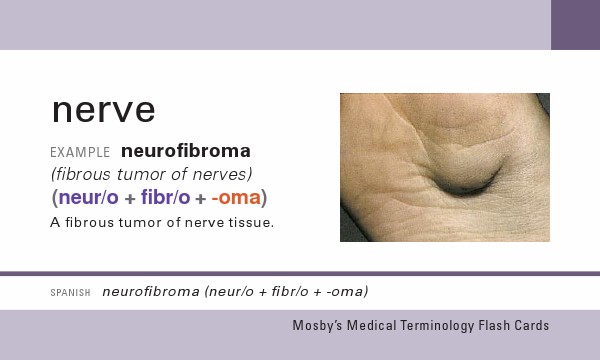 nerve
EXAMPLE neurofibroma
(fibrous tumor of nerves)
(neur/o + fibr/o + -oma)
A fibrous tumor of nerve tissue.
SPANISH neurofibroma (neur/o + fibr/o + -oma)
Mosby's Medical Terminology Flash Cards